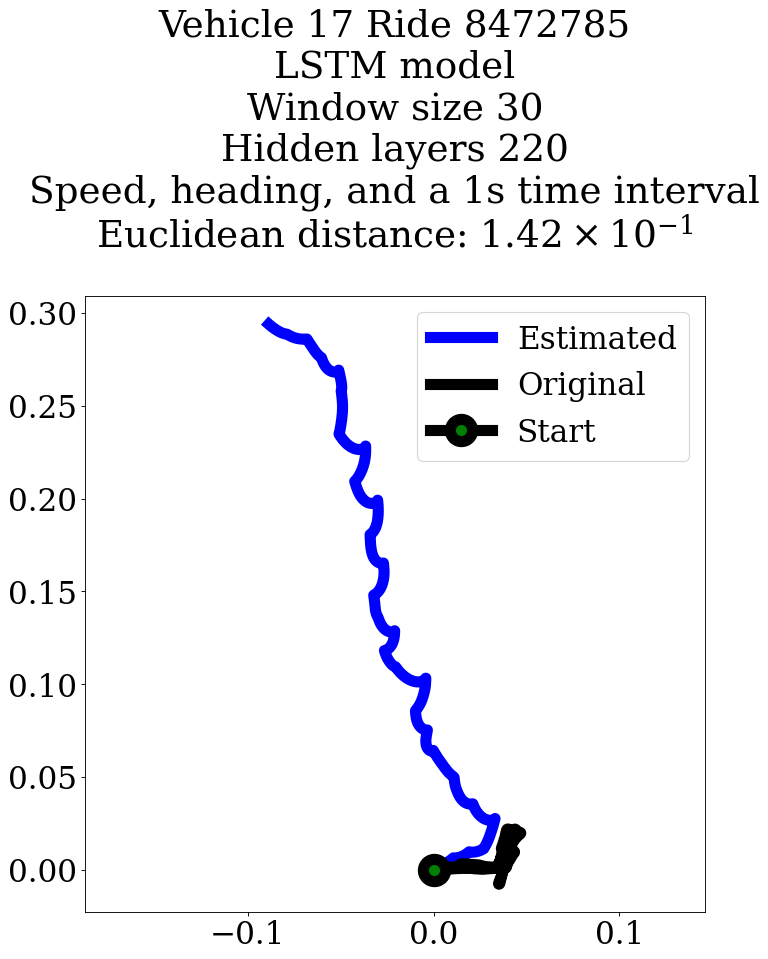 Vehicle 17 Ride 8472785
LSTM model
Window size 30
Hidden layers 220
Speed, heading, and a 1s time interval
Euclidean distance: 1.42 × 10⁻¹
Estimated
Original
Start
0.30
0.25
0.20
0.15
0.10
0.05
0.00
−0.1 0.0 0.1